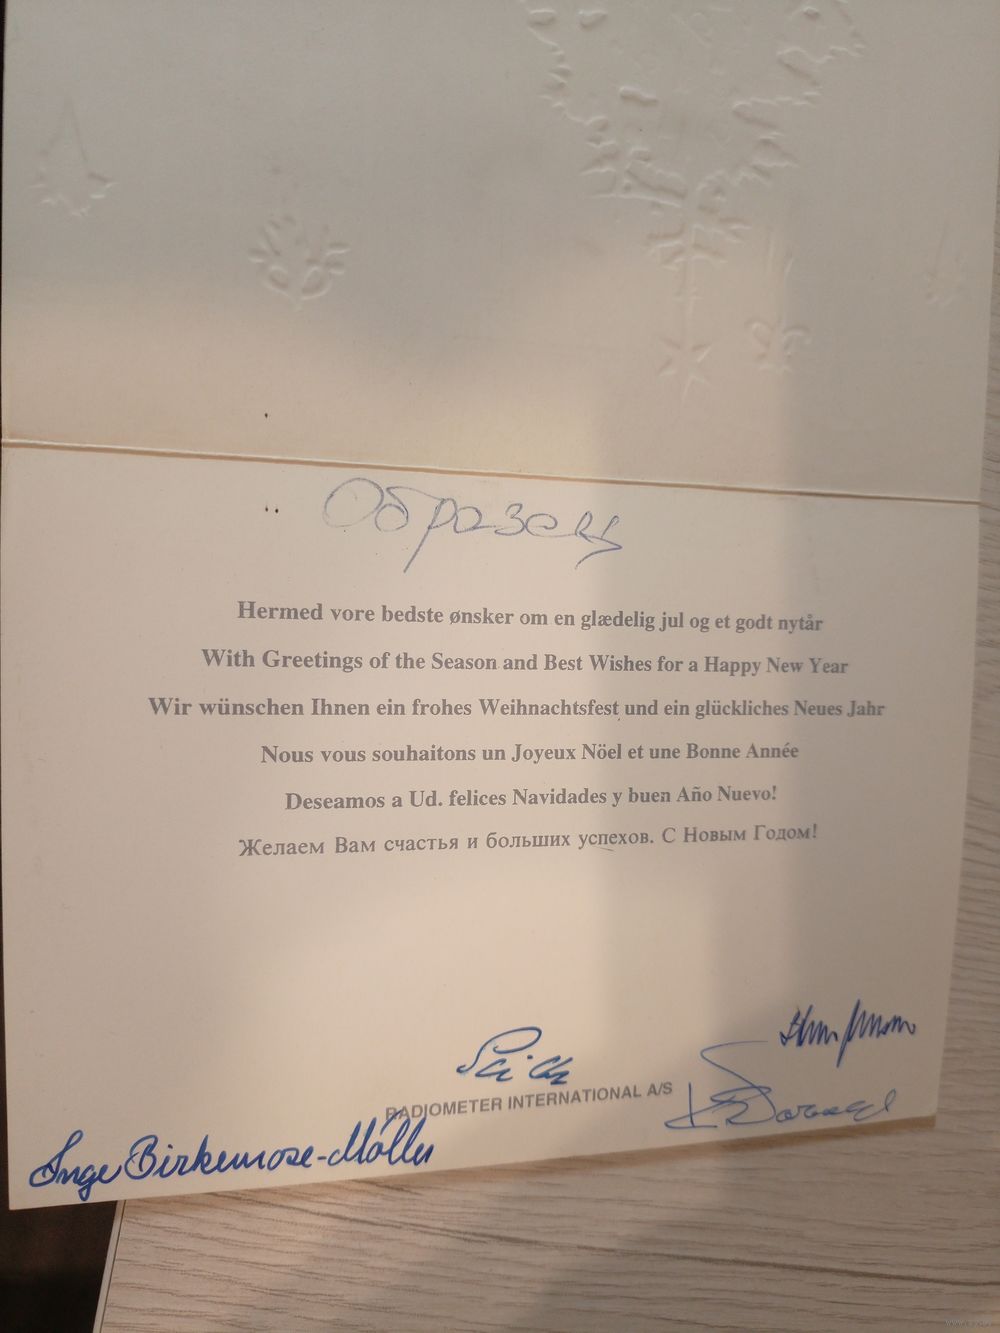 Образец
Hermed vore bedste ønsker om en glædelig jul og et godt nytår
With Greetings of the Season and Best Wishes for a Happy New Year
Wir wünschen Ihnen ein frohes Weihnachtsfest und ein glückliches Neues Jahr
Nous vous souhaitons un Joyeux Nöel et une Bonne Année
Deseamos a Ud. felices Navidades y buen Año Nuevo!
Желаем Вам счастья и больших успехов. С Новым Годом!
RADIOMETER INTERNATIONAL A/S
Inge Birkemose-Møller